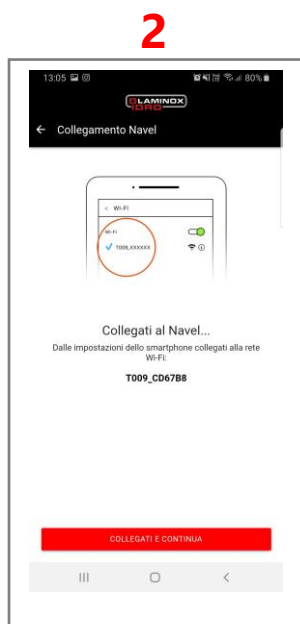 2
13:05
80%
LAMINOX
IDRO
Collegamento Navel
Wi-Fi
Wi-Fi
T009_XXXXXX
Collegati al Navel...
Dalle impostazioni dello smartphone collegati alla rete
Wi-Fi:
T009_CD67B8
COLLEGATI E CONTINUA